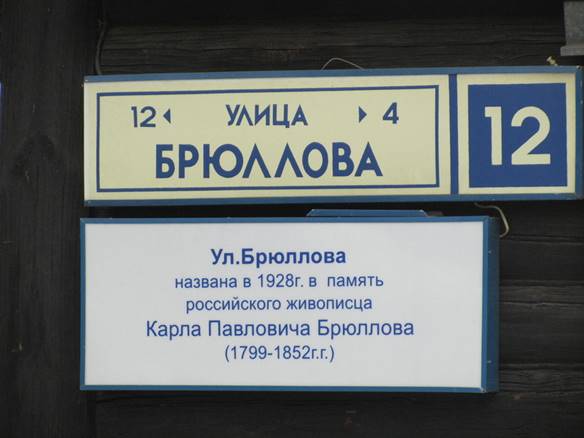 12 ◂ УЛИЦА ▸ 4
БРЮЛЛОВА
12
Ул.Брюллова
названа в 1928г. в память
российского живописца
Карла Павловича Брюллова
(1799-1852г.г.)